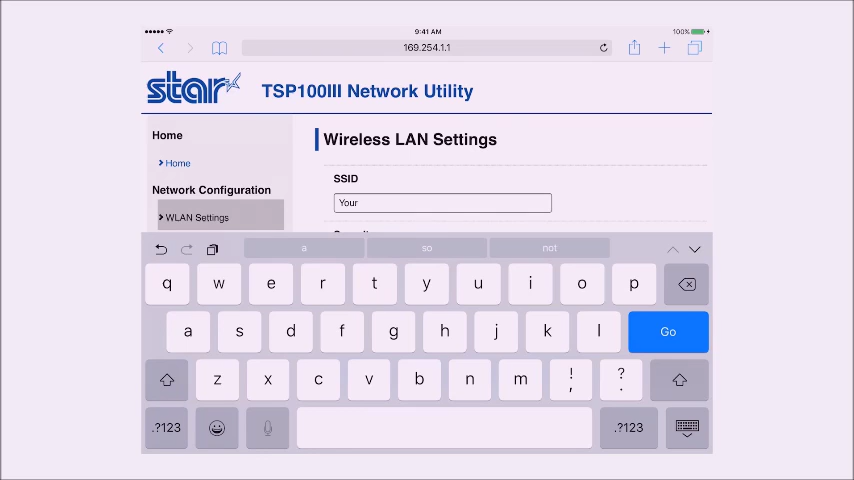 9:41 AM
100%
169.254.1.1
star
TSP100III Network Utility
Home
Home
Network Configuration
WLAN Settings
Wireless LAN Settings
SSID
Your
a so not
q w e r t y u i o p
a s d f g h j k l Go
z x c v b n m ! , ? .
.?123 .?123